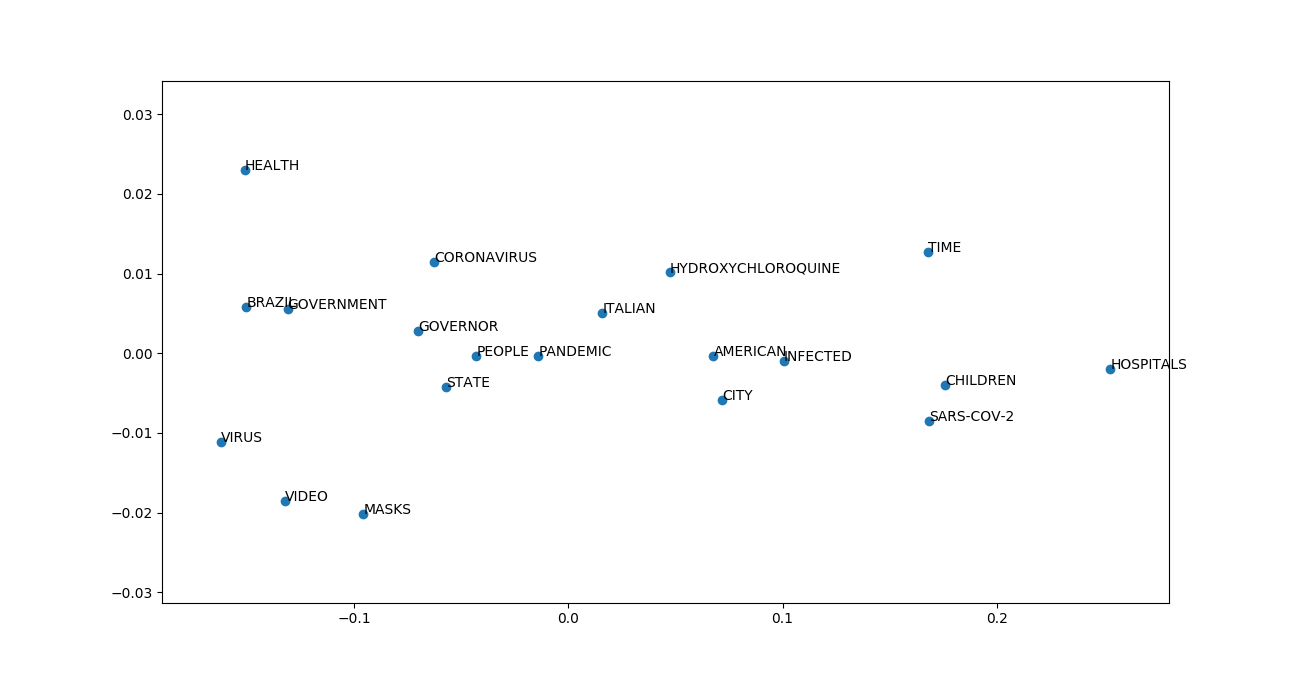 0.03
HEALTH
0.02
TIME
CORONAVIRUS
HYDROXYCHLOROQUINE
0.01
BRAZIL
GOVERNMENT
ITALIAN
GOVERNOR
0.00
PEOPLE
PANDEMIC
AMERICAN
INFECTED
HOSPITALS
STATE
CHILDREN
CITY
SARS-COV-2
−0.01
VIRUS
VIDEO
MASKS
−0.02
−0.03
−0.1
0.0
0.1
0.2